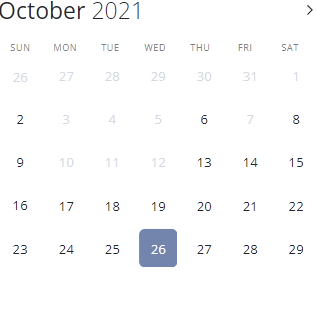 October 2021
SUN MON TUE WED THU FRI SAT
26 27 28 29 30 31 1
2 3 4 5 6 7 8
9 10 11 12 13 14 15
16 17 18 19 20 21 22
23 24 25 26 27 28 29